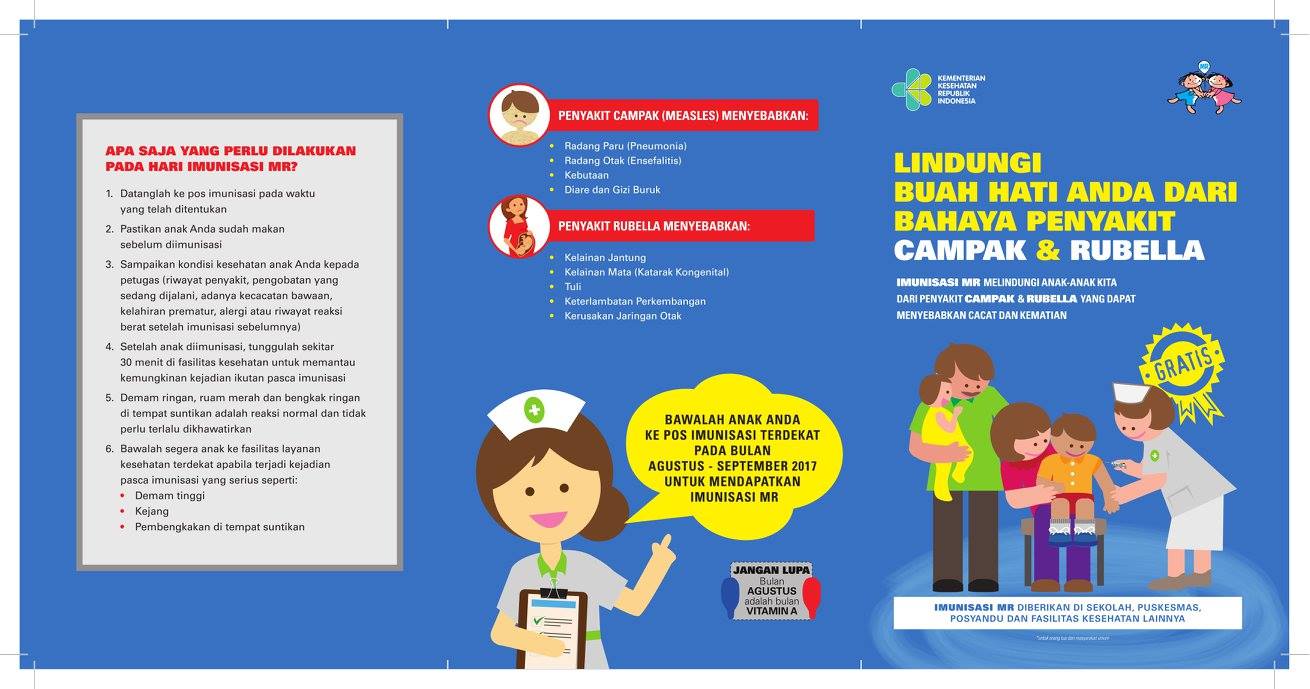 APA SAJA YANG PERLU DILAKUKAN
PADA HARI IMUNISASI MR?
1. Datanglah ke pos imunisasi pada waktu
yang telah ditentukan
2. Pastikan anak Anda sudah makan
sebelum diimunisasi
3. Sampaikan kondisi kesehatan anak Anda kepada
petugas (riwayat penyakit, pengobatan yang
sedang dijalani, adanya kecacatan bawaan,
kelahiran prematur, alergi atau riwayat reaksi
berat setelah imunisasi sebelumnya)
4. Setelah anak diimunisasi, tunggulah sekitar
30 menit di fasilitas kesehatan untuk memantau
kemungkinan kejadian ikutan pasca imunisasi
5. Demam ringan, ruam merah dan bengkak ringan
di tempat suntikan adalah reaksi normal dan tidak
perlu terlalu dikhawatirkan
6. Bawalah segera anak ke fasilitas layanan
kesehatan terdekat apabila terjadi kejadian
pasca imunisasi yang serius seperti:
• Demam tinggi
• Kejang
• Pembengkakan di tempat suntikan
PENYAKIT CAMPAK (MEASLES) MENYEBABKAN:
• Radang Paru (Pneumonia)
• Radang Otak (Ensefalitis)
• Kebutaan
• Diare dan Gizi Buruk
PENYAKIT RUBELLA MENYEBABKAN:
• Kelainan Jantung
• Kelainan Mata (Katarak Kongenital)
• Tuli
• Keterlambatan Perkembangan
• Kerusakan Jaringan Otak
BAWALAH ANAK ANDA
KE POS IMUNISASI TERDEKAT
PADA BULAN
AGUSTUS - SEPTEMBER 2017
UNTUK MENDAPATKAN
IMUNISASI MR
JANGAN LUPA
Bulan
AGUSTUS
adalah bulan
VITAMIN A
KEMENTERIAN
KESEHATAN
REPUBLIK
INDONESIA
MR
LINDUNGI
BUAH HATI ANDA DARI
BAHAYA PENYAKIT
CAMPAK & RUBELLA
IMUNISASI MR MELINDUNGI ANAK-ANAK KITA
DARI PENYAKIT CAMPAK & RUBELLA YANG DAPAT
MENYEBABKAN CACAT DAN KEMATIAN
GRATIS
IMUNISASI MR DIBERIKAN DI SEKOLAH, PUSKESMAS,
POSYANDU DAN FASILITAS KESEHATAN LAINNYA
*untuk orang tua dan masyarakat umum